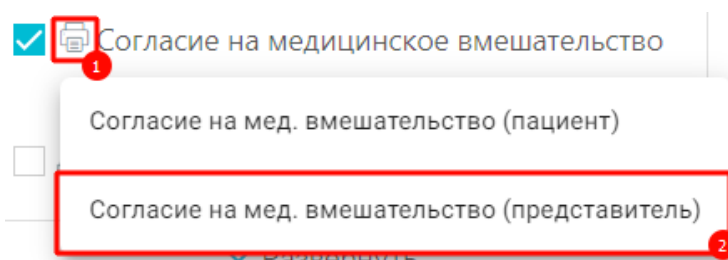 Согласие на медицинское вмешательство
1
Согласие на мед. вмешательство (пациент)
Согласие на мед. вмешательство (представитель)
2